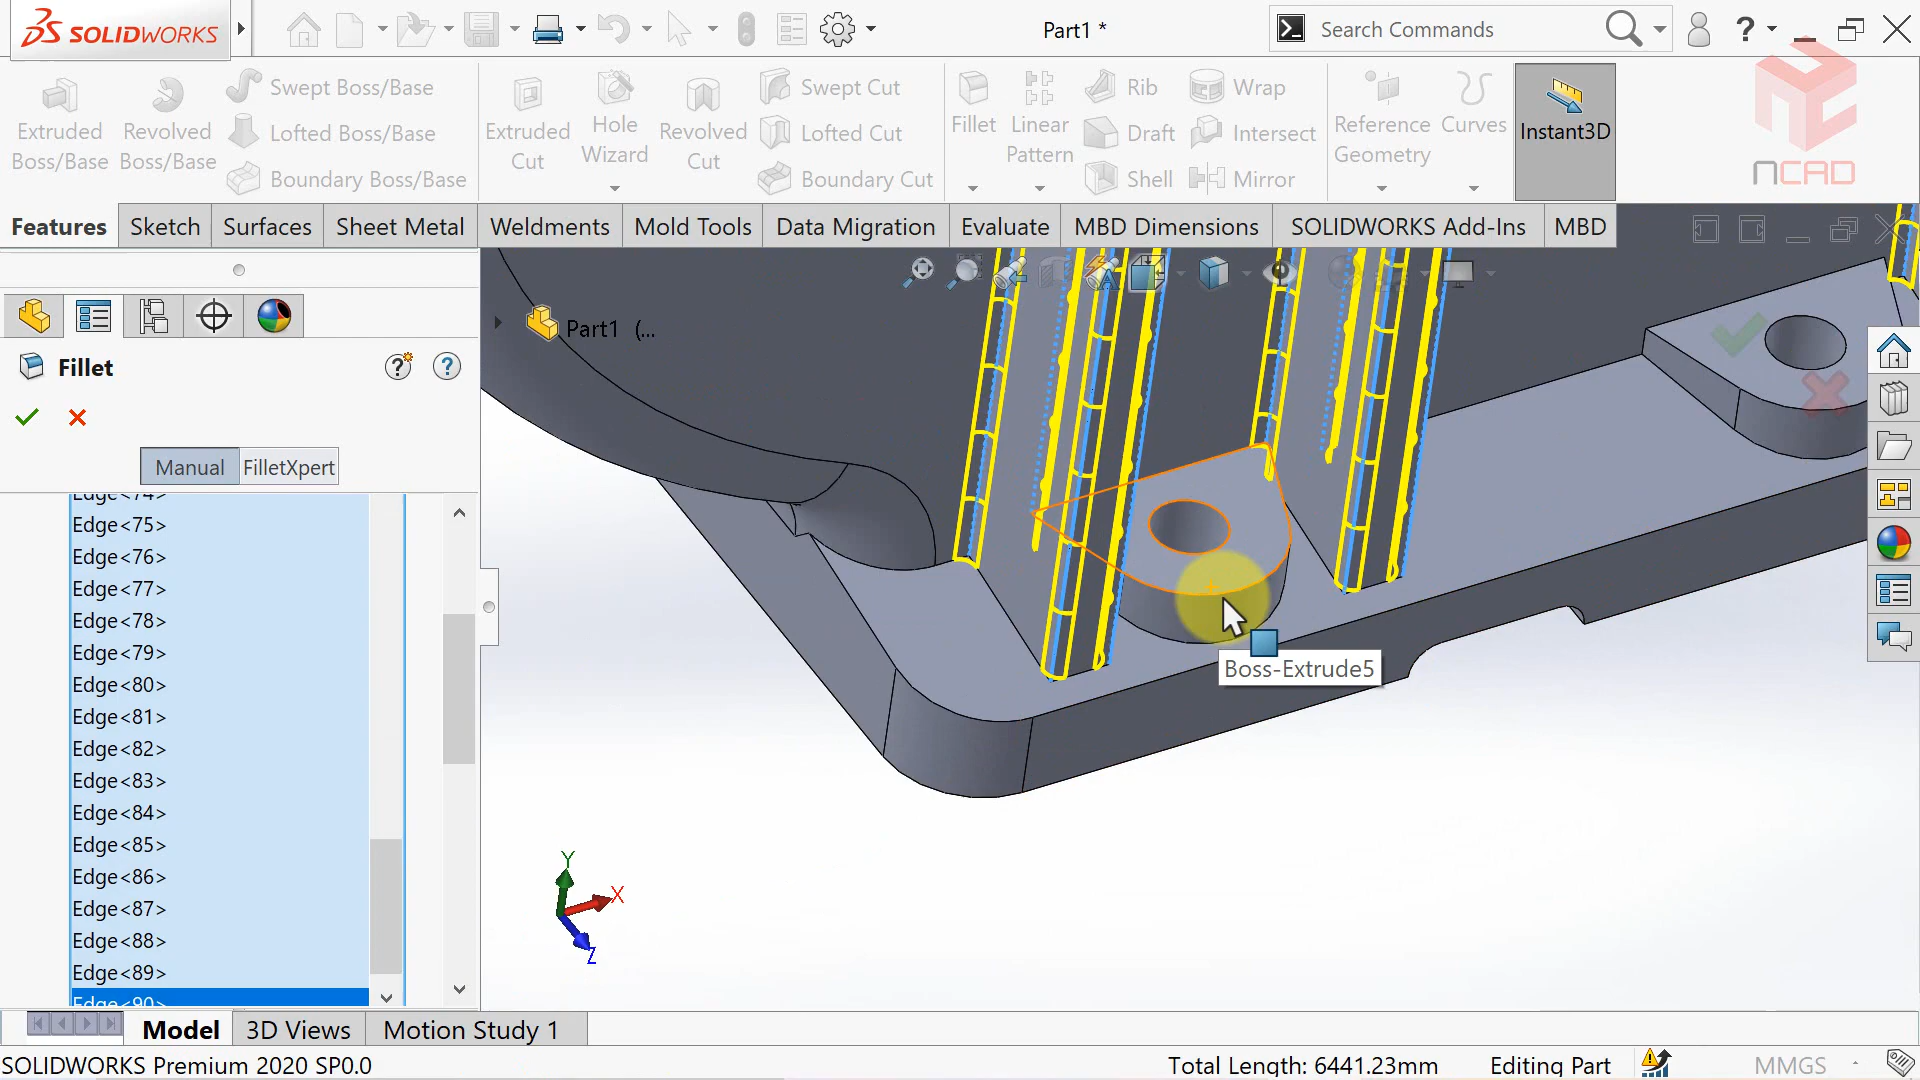 SOLIDWORKS
Part1 *
Search Commands
?
Extruded Boss/Base
Revolved Boss/Base
Swept Boss/Base
Lofted Boss/Base
Boundary Boss/Base
Extruded Cut
Hole Wizard
Revolved Cut
Swept Cut
Lofted Cut
Boundary Cut
Fillet
Linear Pattern
Rib
Draft
Shell
Wrap
Intersect
Mirror
Reference Geometry
Curves
Instant3D
NCAD
Features
Sketch
Surfaces
Sheet Metal
Weldments
Mold Tools
Data Migration
Evaluate
MBD Dimensions
SOLIDWORKS Add-Ins
MBD
Part1 (...
Fillet
Manual
FilletXpert
Edge<74>
Edge<75>
Edge<76>
Edge<77>
Edge<78>
Edge<79>
Edge<80>
Edge<81>
Edge<82>
Edge<83>
Edge<84>
Edge<85>
Edge<86>
Edge<87>
Edge<88>
Edge<89>
Edge<90>
Boss-Extrude5
Y
X
Z
Model
3D Views
Motion Study 1
SOLIDWORKS Premium 2020 SP0.0
Total Length: 6441.23mm
Editing Part
MMGS